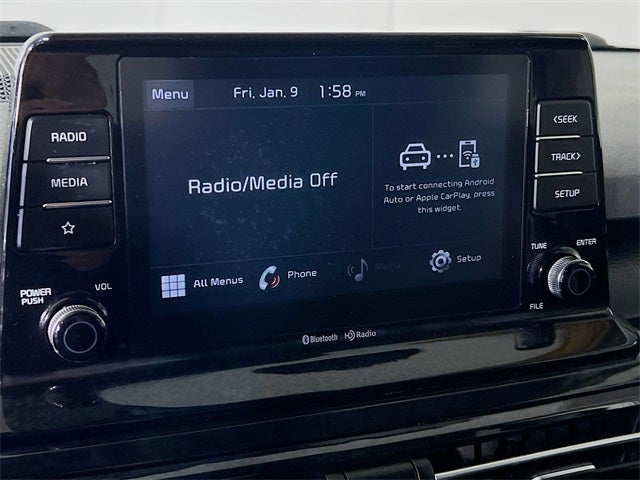 Menu Fri, Jan. 9 1:58 PM
Radio/Media Off
To start connecting Android
Auto or Apple CarPlay, press
this widget.
All Menus Phone Media Setup
RADIO
MEDIA
POWER
PUSH
VOL
<SEEK
TRACK>
SETUP
TUNE
ENTER
FILE
Bluetooth HD Radio